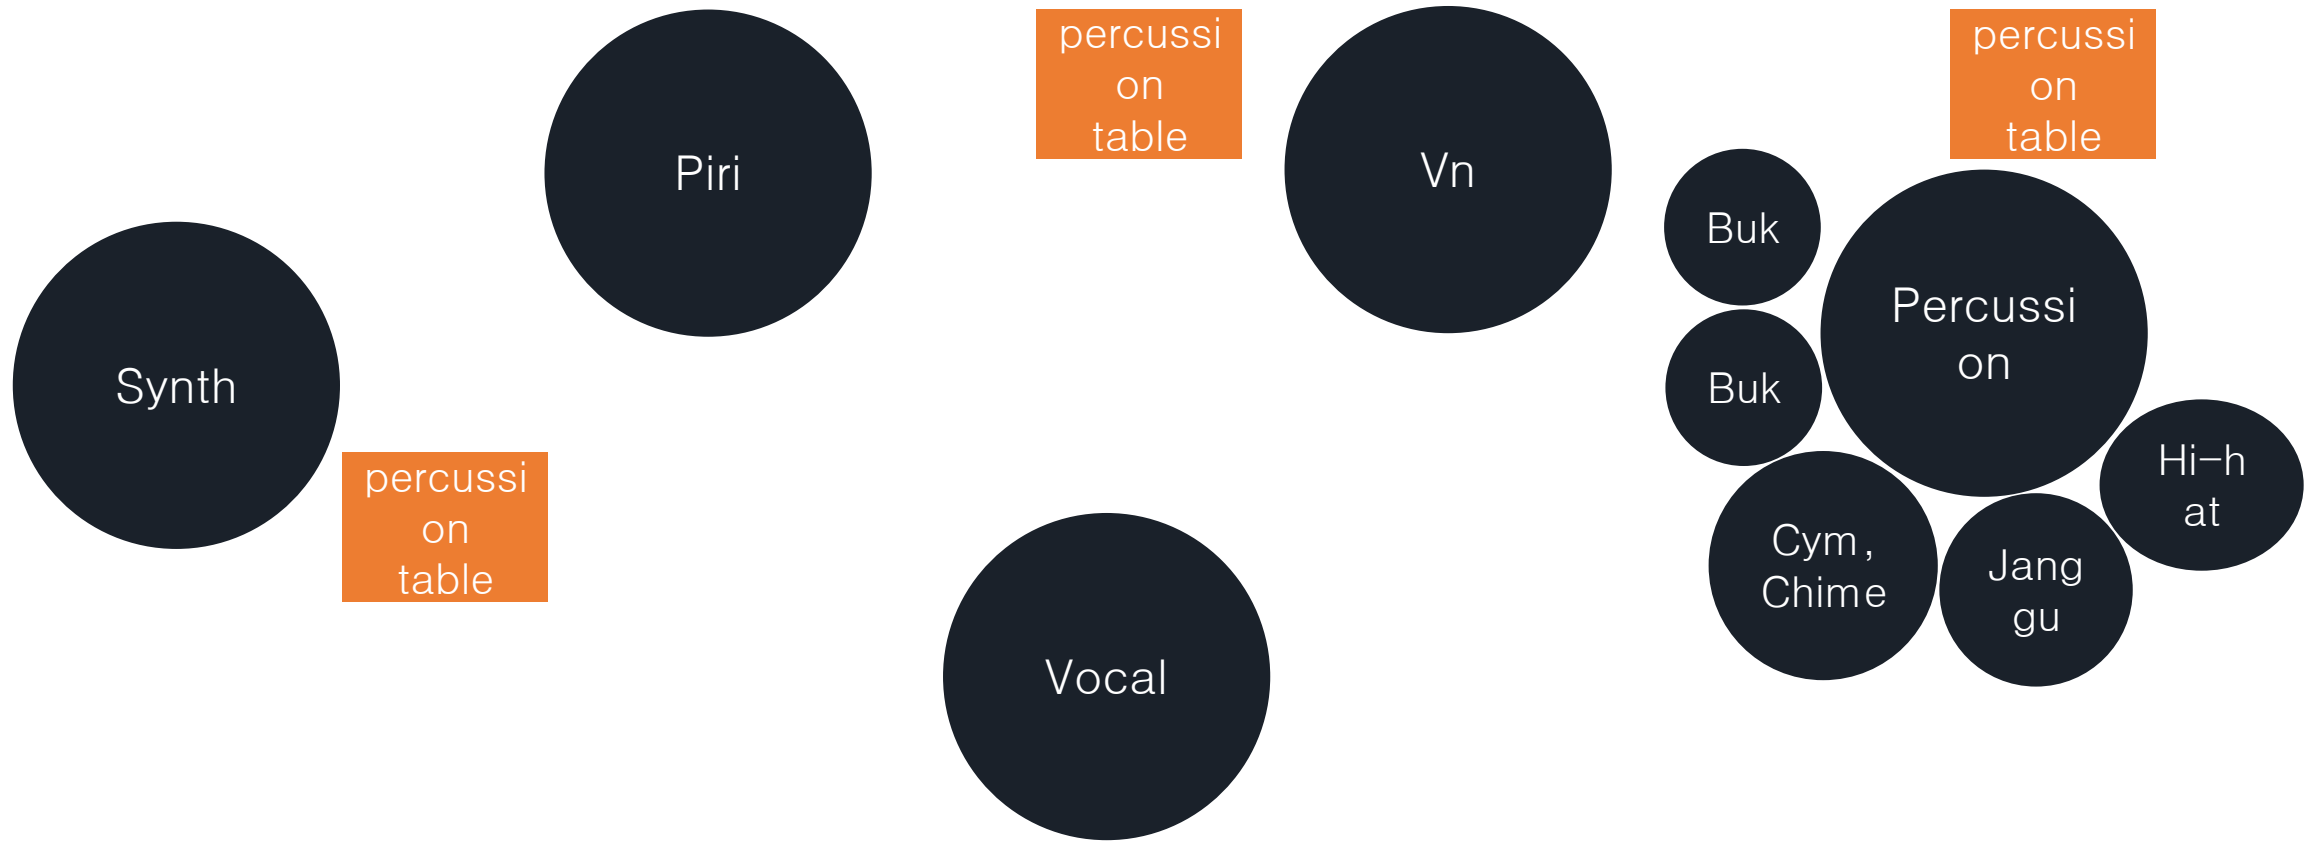 percussi
on
table
percussi
on
table
Piri
Vn
Buk
Percussi
on
Synth
Buk
percussi
on
table
Hi-h
at
Cym,
Chime
Jang
gu
Vocal